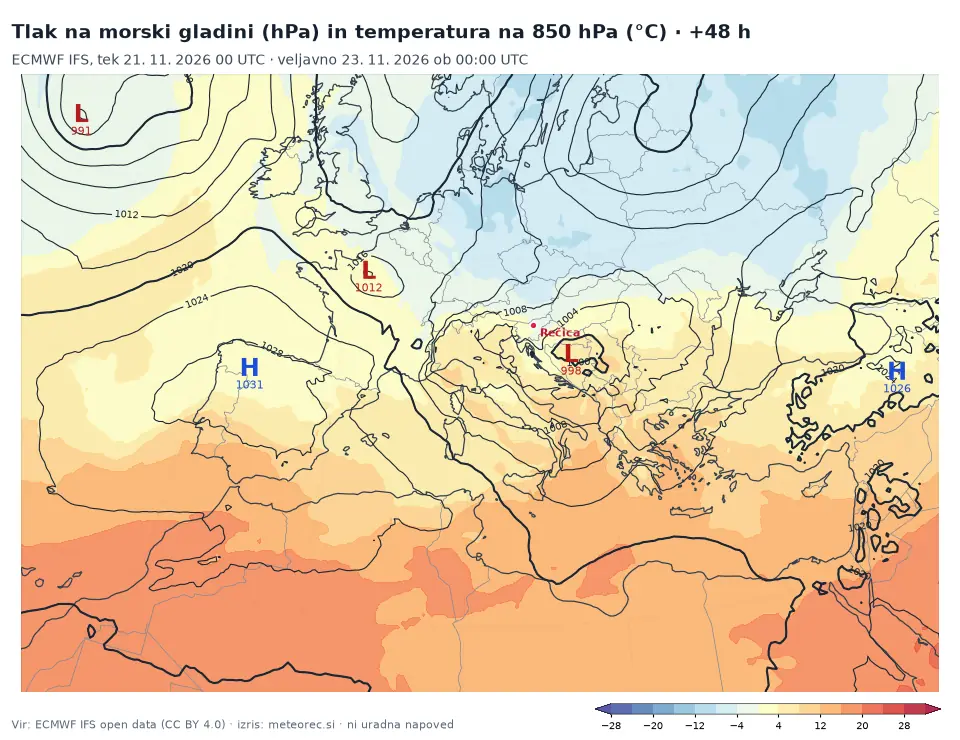 Tlak na morski gladini (hPa) in temperatura na 850 hPa (°C) · +48 h
ECMWF IFS, tek 21. 11. 2026 00 UTC · veljavno 23. 11. 2026 ob 00:00 UTC
L
991
1012
1020
1016
L
1012
1024
1008
1004
Rečica
1028
H
1031
L
998
1020
H
1026
1008
1020
1020
1020
Vir: ECMWF IFS open data (CC BY 4.0) · izris: meteorec.si · ni uradna napoved
−28 −20 −12 −4 4 12 20 28